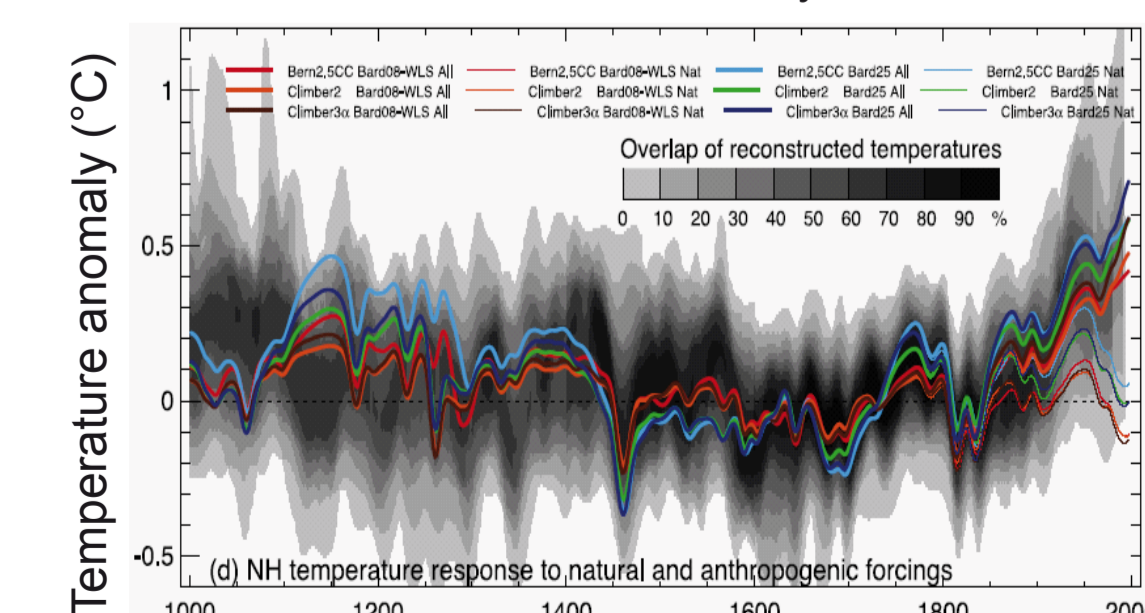 Temperature anomaly (°C)
1
0.5
0
-0.5
Bern2.5CC Bard08-WLS All
Bern2.5CC Bard08-WLS Nat
Bern2.5CC Bard25 All
Bern2.5CC Bard25 Nat
Climber2 Bard08-WLS All
Climber2 Bard08-WLS Nat
Climber2 Bard25 All
Climber2 Bard25 Nat
Climber3α Bard08-WLS All
Climber3α Bard08-WLS Nat
Climber3α Bard25 All
Climber3α Bard25 Nat
Overlap of reconstructed temperatures
0 10 20 30 40 50 60 70 80 90 %
(d) NH temperature response to natural and anthropogenic forcings
1000 1200 1400 1600 1800